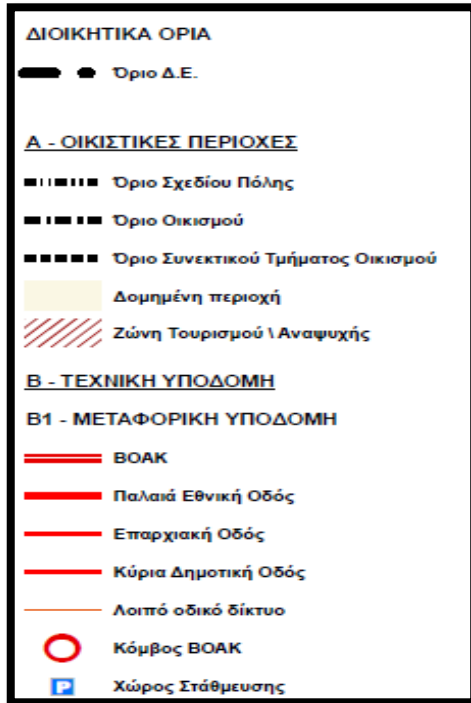 ΔΙΟΙΚΗΤΙΚΑ ΟΡΙΑ
Όριο Δ.Ε.
Α - ΟΙΚΙΣΤΙΚΕΣ ΠΕΡΙΟΧΕΣ
Όριο Σχεδίου Πόλης
Όριο Οικισμού
Όριο Συνεκτικού Τμήματος Οικισμού
Δομημένη περιοχή
Ζώνη Τουρισμού \ Αναψυχής
Β - ΤΕΧΝΙΚΗ ΥΠΟΔΟΜΗ
Β1 - ΜΕΤΑΦΟΡΙΚΗ ΥΠΟΔΟΜΗ
ΒΟΑΚ
Παλαιά Εθνική Οδός
Επαρχιακή Οδός
Κύρια Δημοτική Οδός
Λοιπό οδικό δίκτυο
Κόμβος ΒΟΑΚ
P Χώρος Στάθμευσης